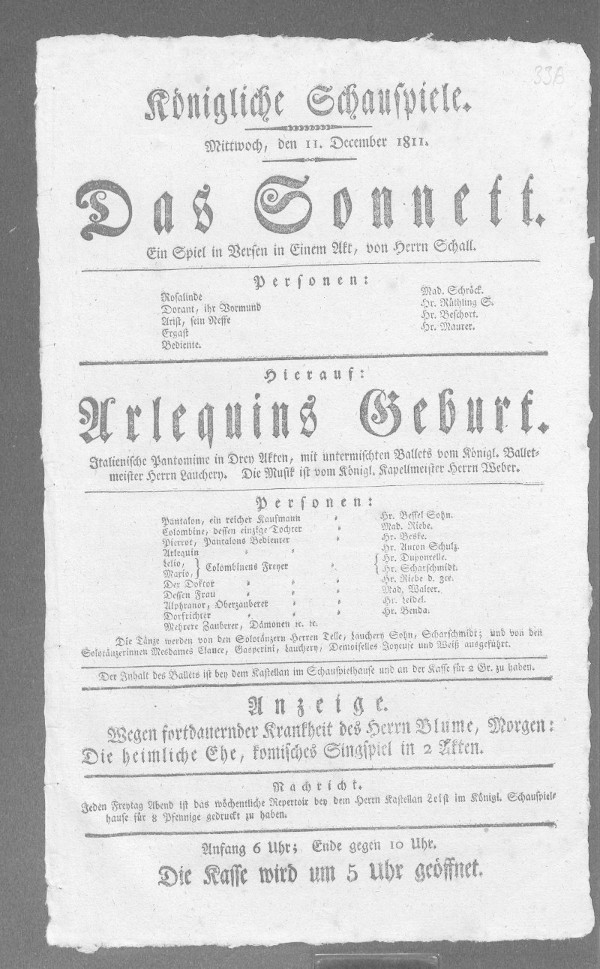 338
Königliche Schauspiele.
Mittwoch, den 11. December 1811.
Das Sonnett.
Ein Spiel in Versen in Einem Akt, von Herrn Schall.
Personen:
Rosalinde Mad. Schröck.
Dorant, ihr Vormund Hr. Rüthling S.
Arist, sein Neffe Hr. Beschort.
Ergast Hr. Maurer.
Bediente.
Hierauf:
Arlequins Geburt.
Italienische Pantomime in Drey Akten, mit untermischten Ballets vom Königl. Ballet-
meister Herrn Lauchery. Die Musik ist vom Königl. Kapellmeister Herrn Weber.
Personen:
Pantalon, ein reicher Kaufmann Hr. Bessel Sohn.
Colombine, dessen einzige Tochter Mad. Riebe.
Pierrot, Pantalons Bedienter Hr. Beske.
Arlequin Hr. Anton Schulz.
Lelio, } Colombinens Freyer { Hr. Duponcelle.
Mario, Hr. Scharschmidt.
Der Doktor Hr. Riebe d. ält.
Dessen Frau Mad. Walter.
Alphranor, Oberzauberer Hr. Leidel.
Dorfrichter Hr. Benda.
Mehrere Zauberer, Dämonen ec. ec.
Die Tänze werden von den Solotänzern Herren Telle, Lauchery Sohn, Scharschmidt; und von den
Solotänzerinnen Mesdames Clauce, Gasperini, Lauchery, Demoiselles Joyeuse und Weiß ausgeführt.
Der Inhalt des Ballets ist bey dem Kastellan im Schauspielhause und an der Kasse für 2 Gr. zu haben.
Anzeige.
Wegen fortdauernder Krankheit des Herrn Blume, Morgen:
Die heimliche Ehe, komisches Singspiel in 2 Akten.
Nachricht.
Jeden Freytag Abend ist das wöchentliche Repertoir bey dem Herrn Kastellan Leist im Königl. Schauspiel-
hause für 8 Pfennige gedruckt zu haben.
Anfang 6 Uhr; Ende gegen 10 Uhr.
Die Kasse wird um 5 Uhr geöffnet.